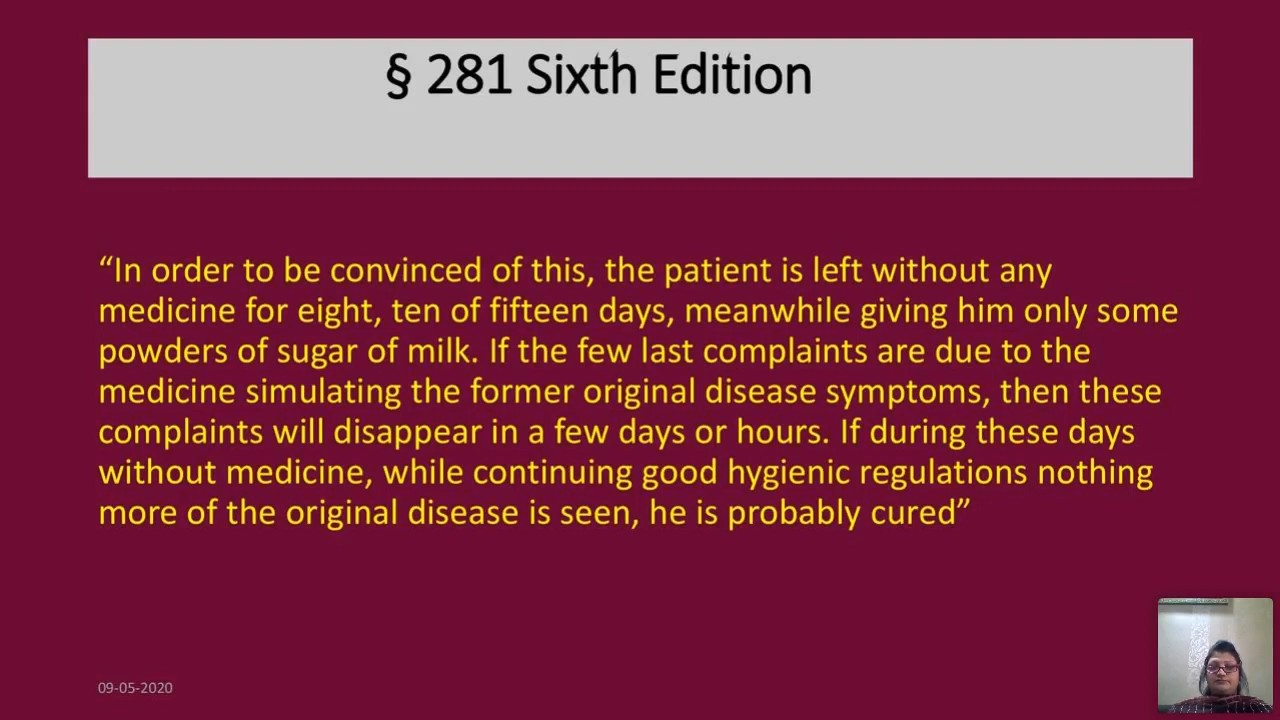 § 281 Sixth Edition
“In order to be convinced of this, the patient is left without any
medicine for eight, ten of fifteen days, meanwhile giving him only some
powders of sugar of milk. If the few last complaints are due to the
medicine simulating the former original disease symptoms, then these
complaints will disappear in a few days or hours. If during these days
without medicine, while continuing good hygienic regulations nothing
more of the original disease is seen, he is probably cured”
09-05-2020